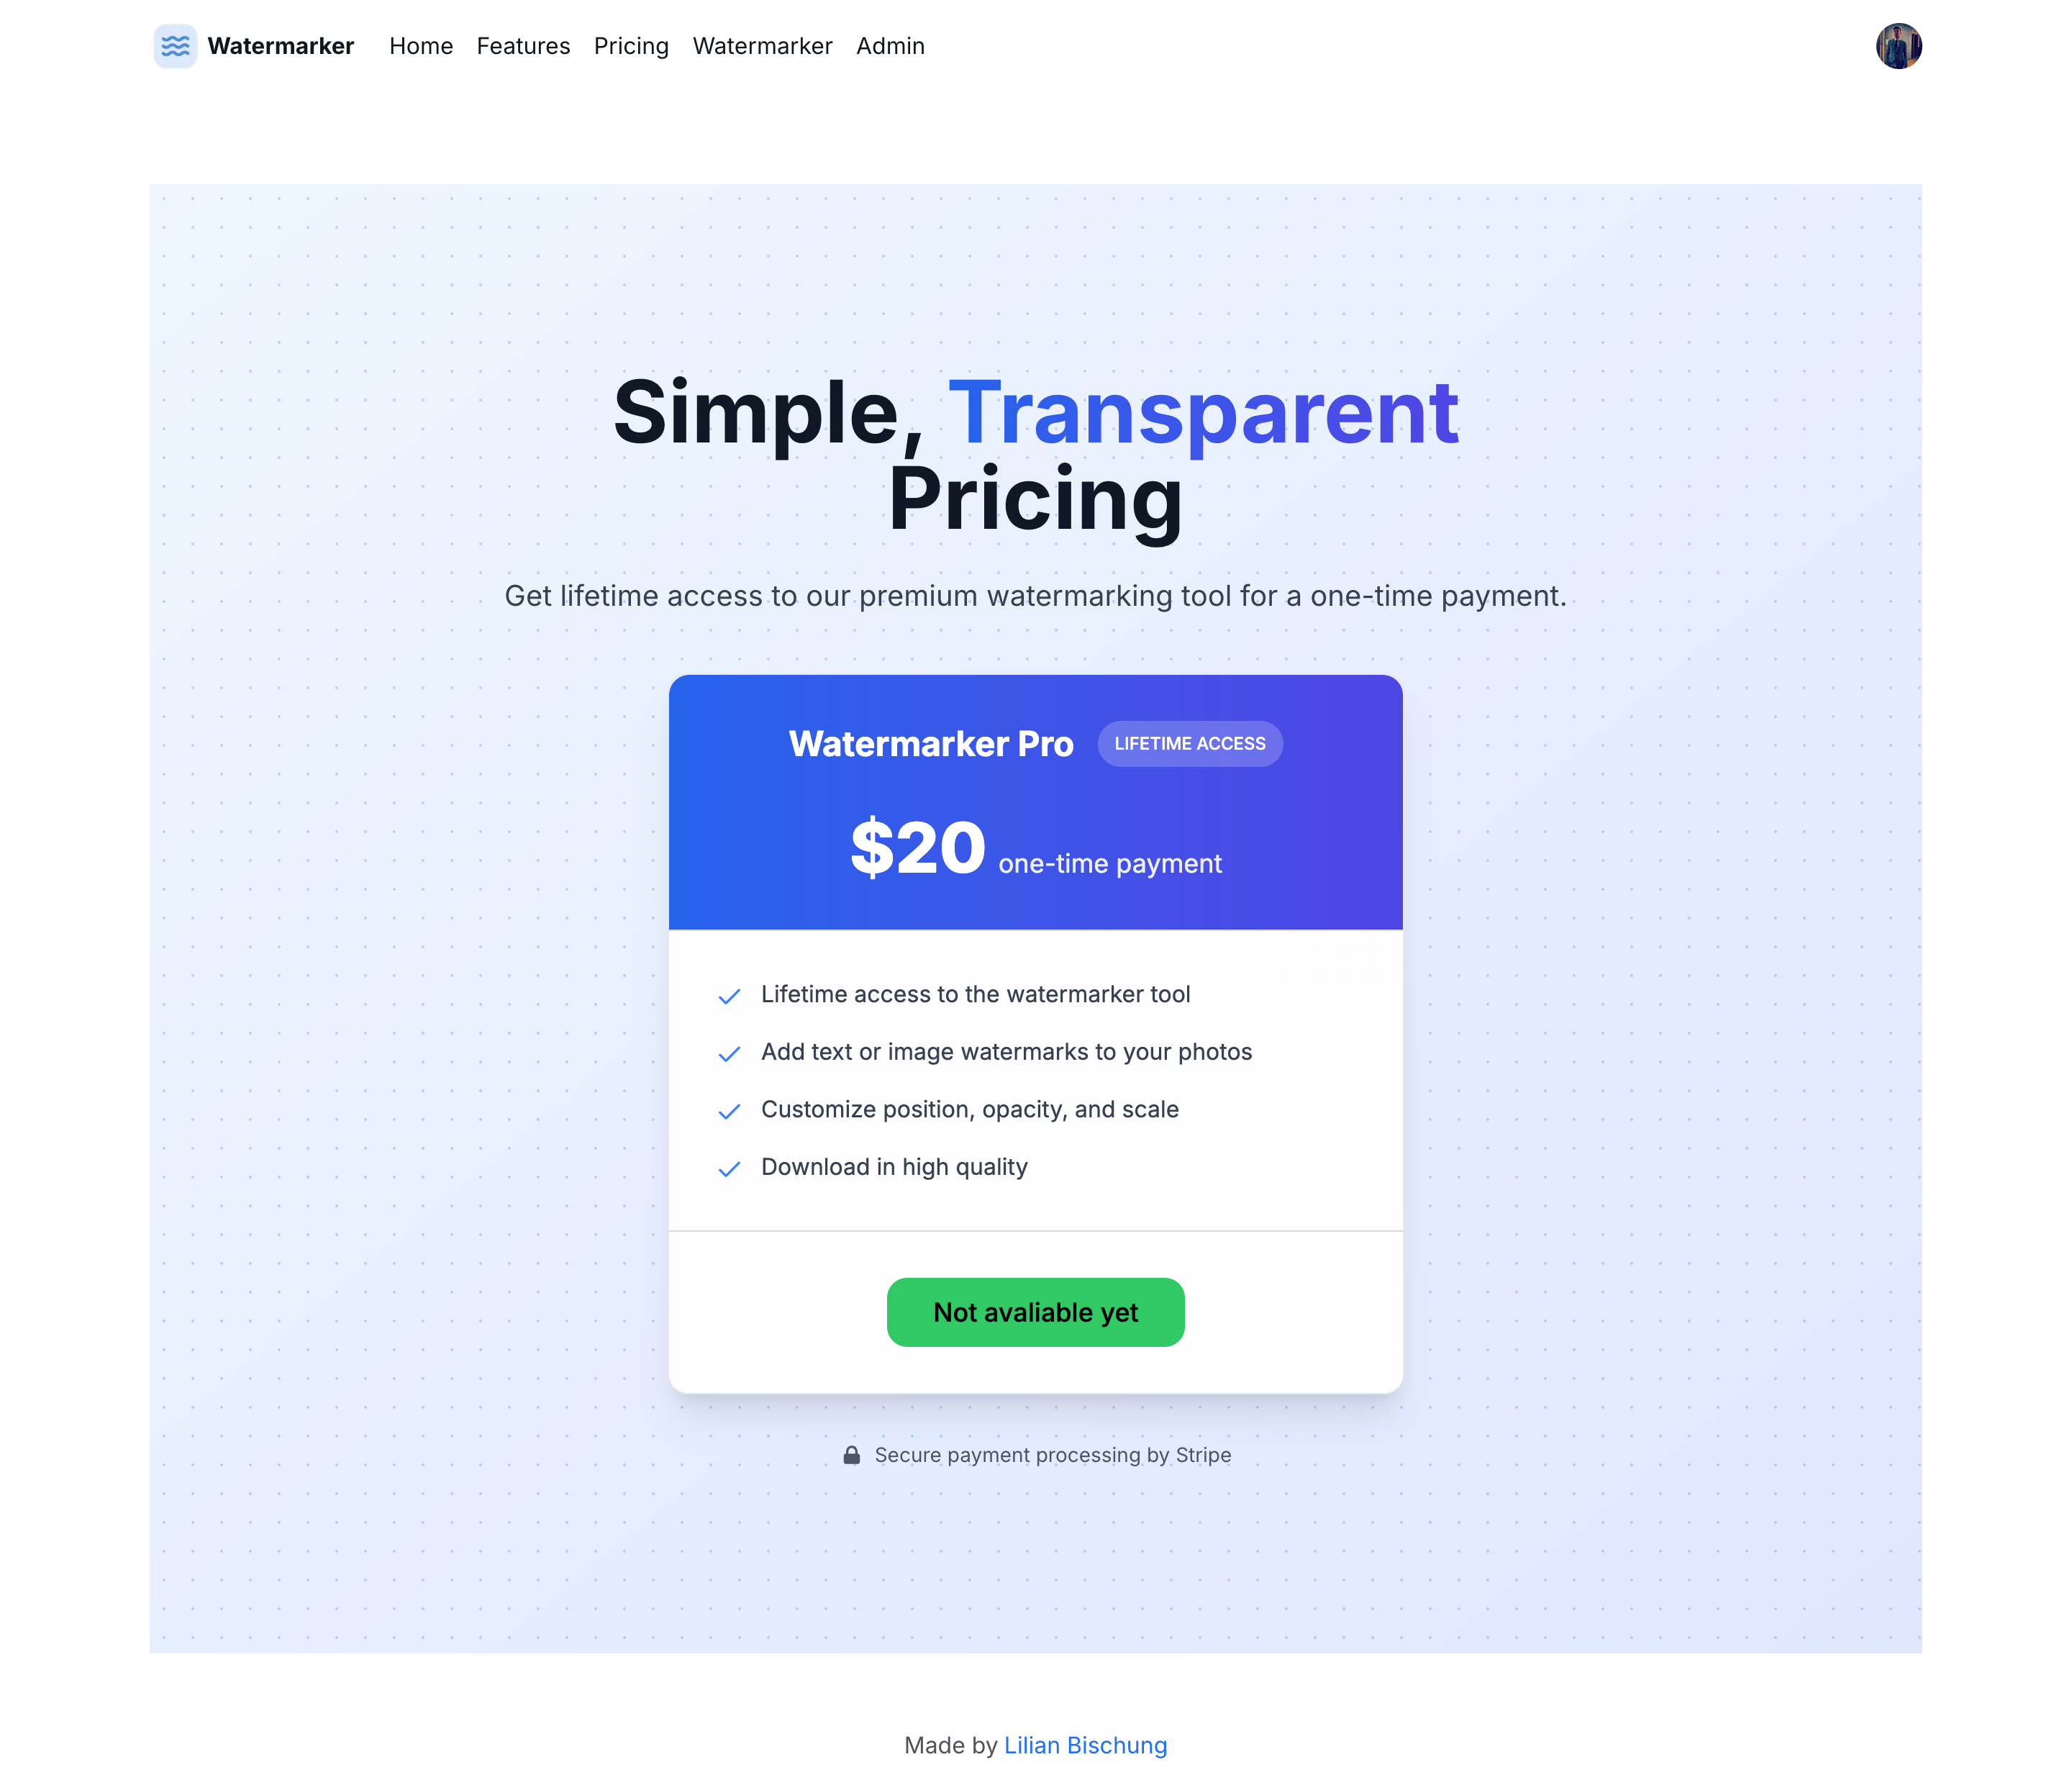 Watermarker Home Features Pricing Watermarker Admin
Simple, Transparent
Pricing
Get lifetime access to our premium watermarking tool for a one-time payment.
Watermarker Pro LIFETIME ACCESS
$20 one-time payment
Lifetime access to the watermarker tool
Add text or image watermarks to your photos
Customize position, opacity, and scale
Download in high quality
Not avaliable yet
Secure payment processing by Stripe
Made by Lilian Bischung